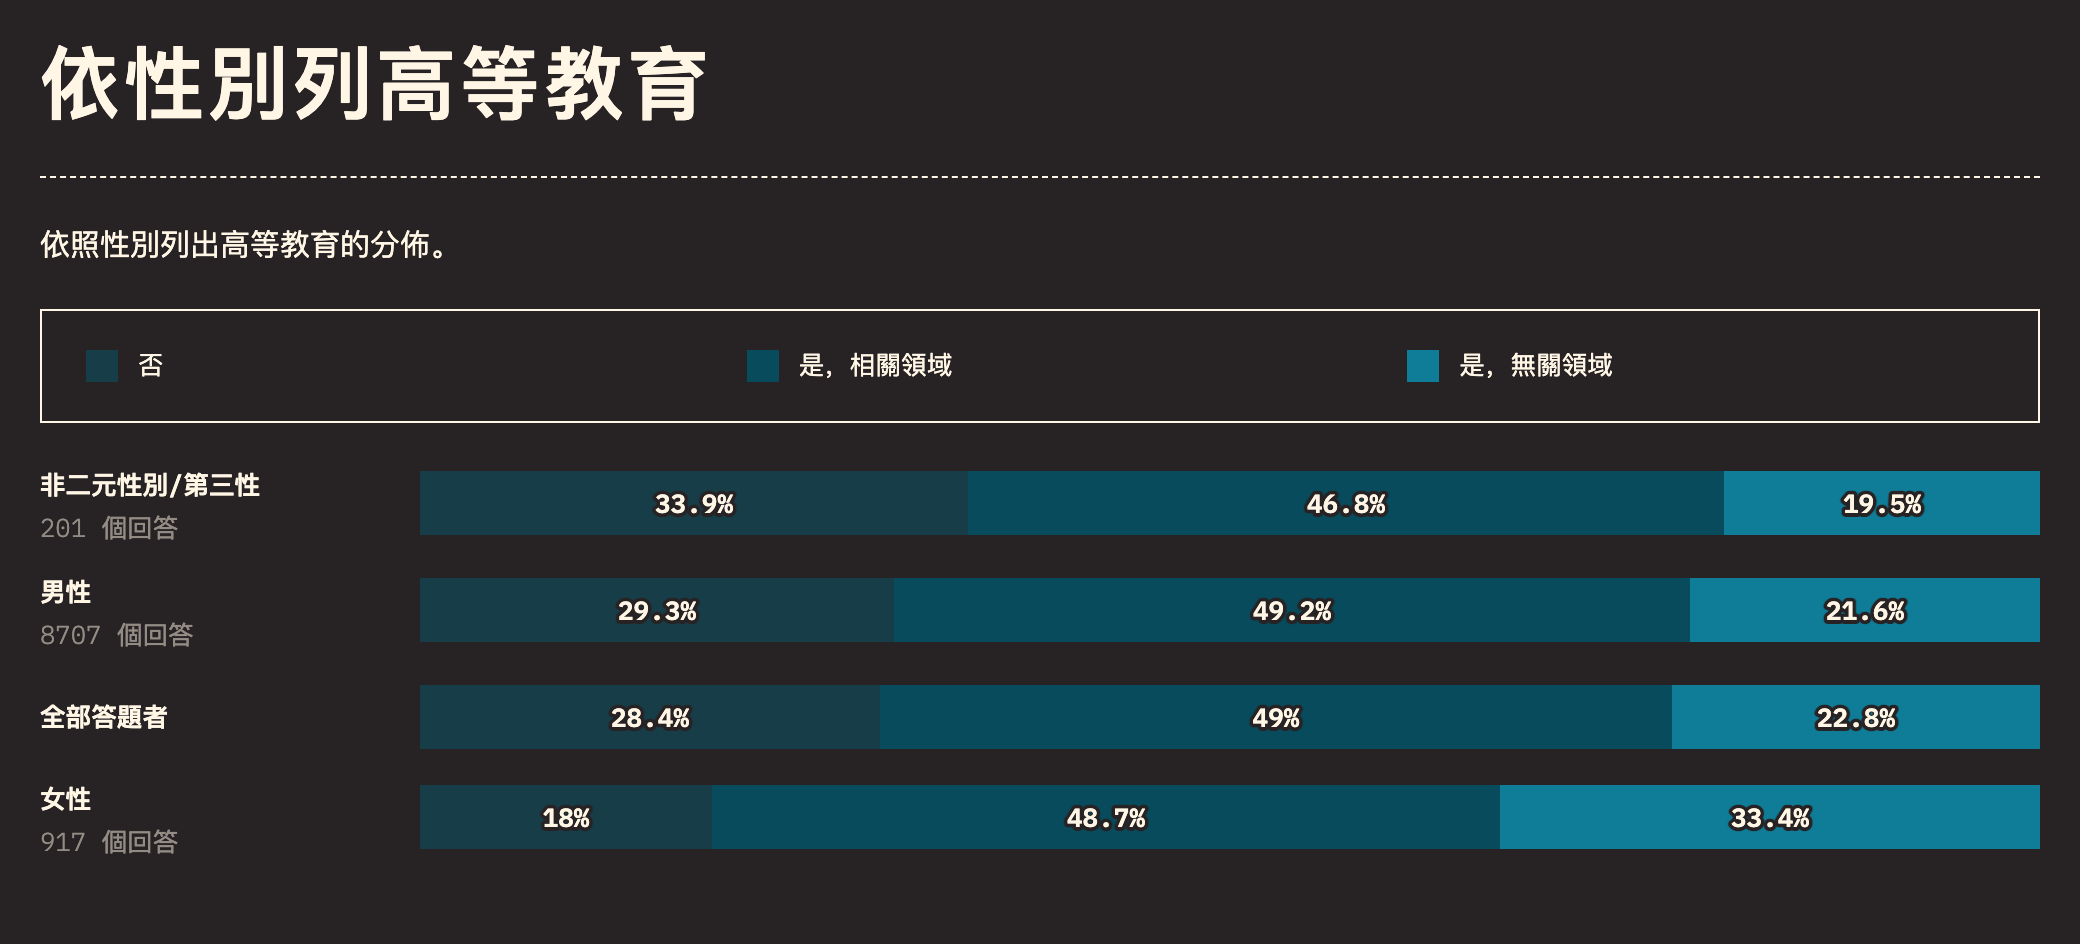 依性別列高等教育
依照性別列出高等教育的分佈。
否
是，相關領域
是，無關領域
非二元性別/第三性
201 個回答
33.9%
46.8%
19.5%
男性
8707 個回答
29.3%
49.2%
21.6%
全部答題者
28.4%
49%
22.8%
女性
917 個回答
18%
48.7%
33.4%